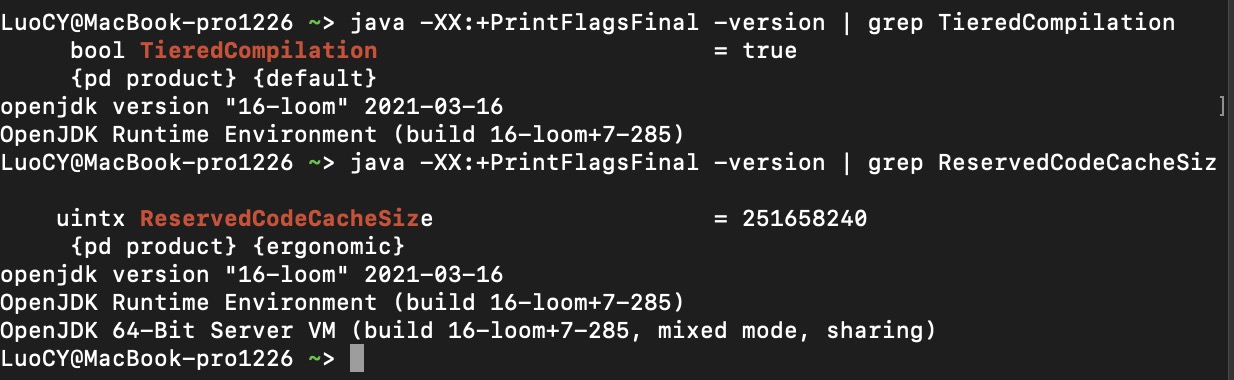 LuoCY@MacBook-pro1226 ~> java -XX:+PrintFlagsFinal -version | grep TieredCompilation
bool TieredCompilation = true
{pd product} {default}
openjdk version "16-loom" 2021-03-16
]
OpenJDK Runtime Environment (build 16-loom+7-285)
LuoCY@MacBook-pro1226 ~> java -XX:+PrintFlagsFinal -version | grep ReservedCodeCacheSiz
uintx ReservedCodeCacheSize = 251658240
{pd product} {ergonomic}
openjdk version "16-loom" 2021-03-16
OpenJDK Runtime Environment (build 16-loom+7-285)
OpenJDK 64-Bit Server VM (build 16-loom+7-285, mixed mode, sharing)
LuoCY@MacBook-pro1226 ~>